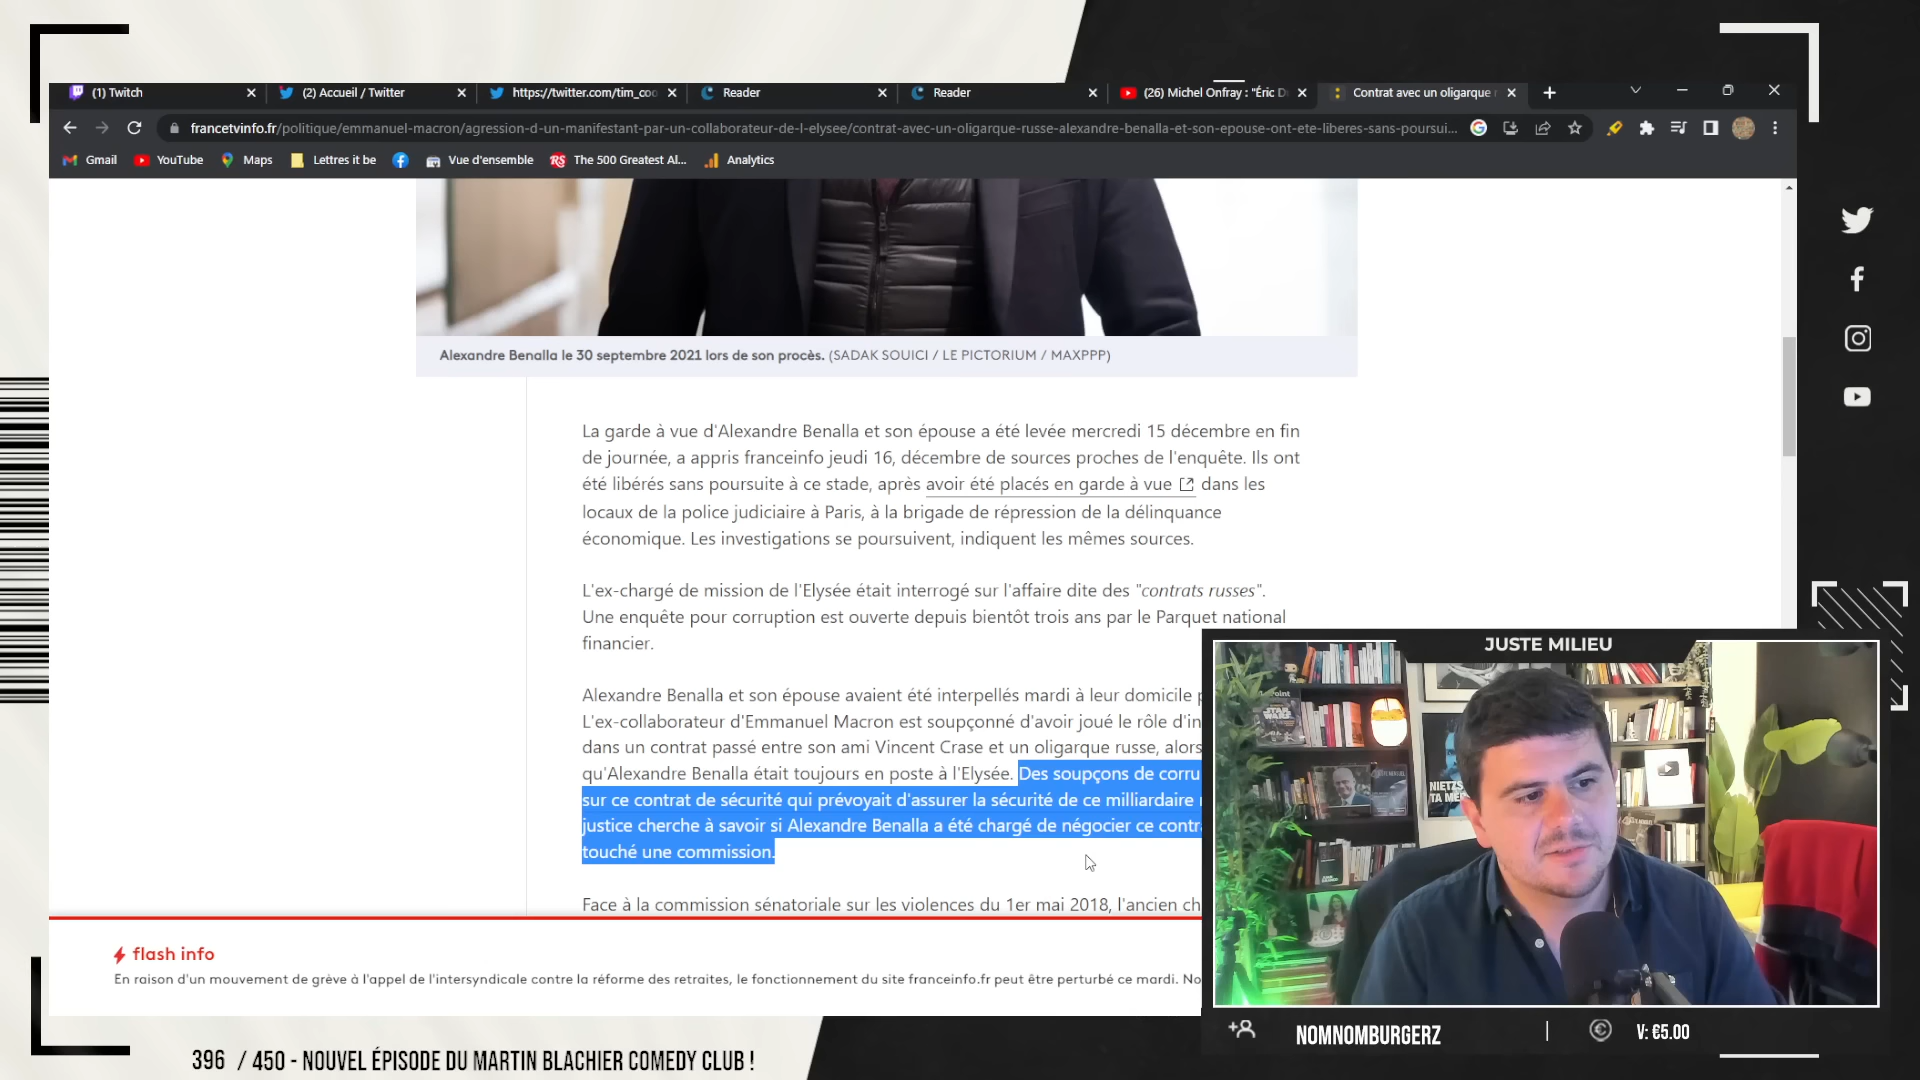 (1) Twitch
(2) Accueil / Twitter
https://twitter.com/tim_coo
Reader
Reader
(26) Michel Onfray : "Éric D
Contrat avec un oligarque r
francetvinfo.fr/politique/emmanuel-macron/agression-d-un-manifestant-par-un-collaborateur-de-l-elysee/contrat-avec-un-oligarque-russe-alexandre-benalla-et-son-epouse-ont-ete-liberes-sans-poursui...
Gmail
YouTube
Maps
Lettres it be
Vue d'ensemble
RS
The 500 Greatest Al...
Analytics
Alexandre Benalla le 30 septembre 2021 lors de son procès. (SADAK SOUICI / LE PICTORIUM / MAXPPP)
La garde à vue d'Alexandre Benalla et son épouse a été levée mercredi 15 décembre en fin
de journée, a appris franceinfo jeudi 16, décembre de sources proches de l'enquête. Ils ont
été libérés sans poursuite à ce stade, après avoir été placés en garde à vue dans les
locaux de la police judiciaire à Paris, à la brigade de répression de la délinquance
économique. Les investigations se poursuivent, indiquent les mêmes sources.
L'ex-chargé de mission de l'Elysée était interrogé sur l'affaire dite des "contrats russes".
Une enquête pour corruption est ouverte depuis bientôt trois ans par le Parquet national
financier.
Alexandre Benalla et son épouse avaient été interpellés mardi à leur domicile p
L'ex-collaborateur d'Emmanuel Macron est soupçonné d'avoir joué le rôle d'in
dans un contrat passé entre son ami Vincent Crase et un oligarque russe, alors
qu'Alexandre Benalla était toujours en poste à l'Elysée. Des soupçons de corru
sur ce contrat de sécurité qui prévoyait d'assurer la sécurité de ce milliardaire
justice cherche à savoir si Alexandre Benalla a été chargé de négocier ce contr
touché une commission.
Face à la commission sénatoriale sur les violences du 1er mai 2018, l'ancien ch
flash info
En raison d'un mouvement de grève à l'appel de l'intersyndicale contre la réforme des retraites, le fonctionnement du site franceinfo.fr peut être perturbé ce mardi. No
JUSTE MILIEU
STAR
WARS
NIETZS
NOMNOMBURGERZ
V: €5.00
396 / 450 - NOUVEL ÉPISODE DU MARTIN BLACHIER COMEDY CLUB !